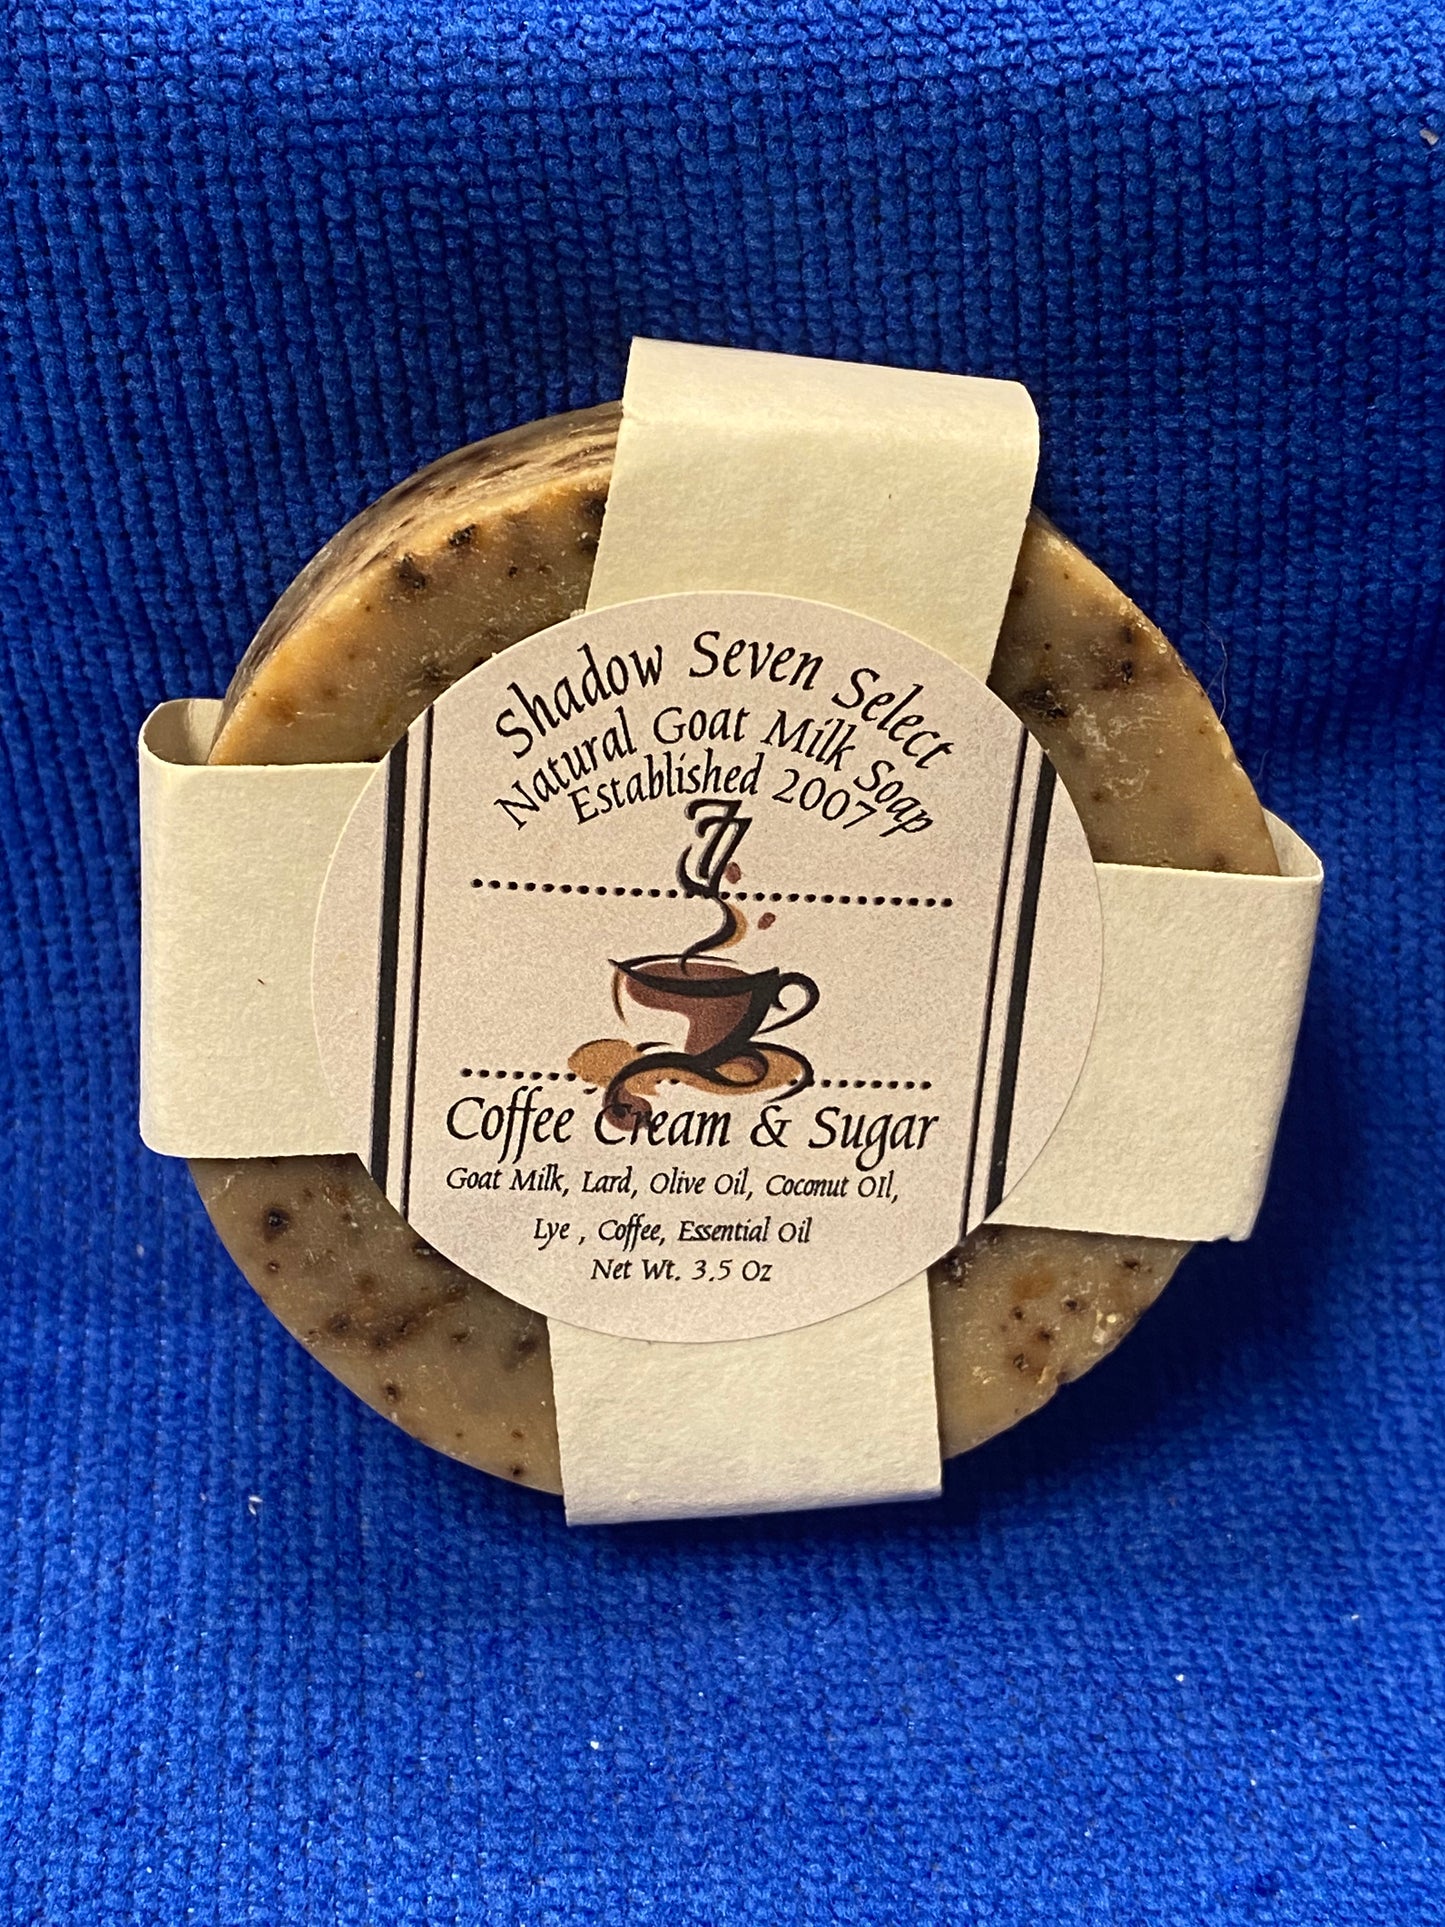 Shadow Seven Select
Natural Goat Milk Soap
Established 2007
Coffee Cream & Sugar
Goat Milk, Lard, Olive Oil, Coconut OIl,
Lye , Coffee, Essential Oil
Net Wt. 3.5 Oz